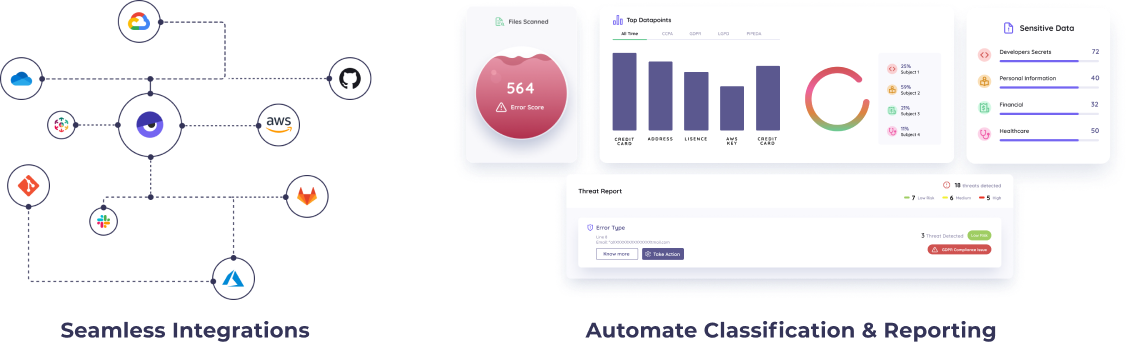 aws
Seamless Integrations
Files Scanned
564
Error Score
Top Datapoints
All Time CCPA GDPR LGPD PIPEDA
CREDIT CARD
ADDRESS
LISENCE
AWS KEY
CREDIT CARD
25%
Subject 1
59%
Subject 2
21%
Subject 3
11%
Subject 4
Sensitive Data
Developers Secrets 72
Personal Information 40
Financial 32
Healthcare 50
Threat Report
18 threats detected
7 Low Risk 6 Medium 5 High
Error Type
Line 8
3 Threat Detected Low Risk
Know more Take Action
GDPR Compliance Issue
Automate Classification & Reporting